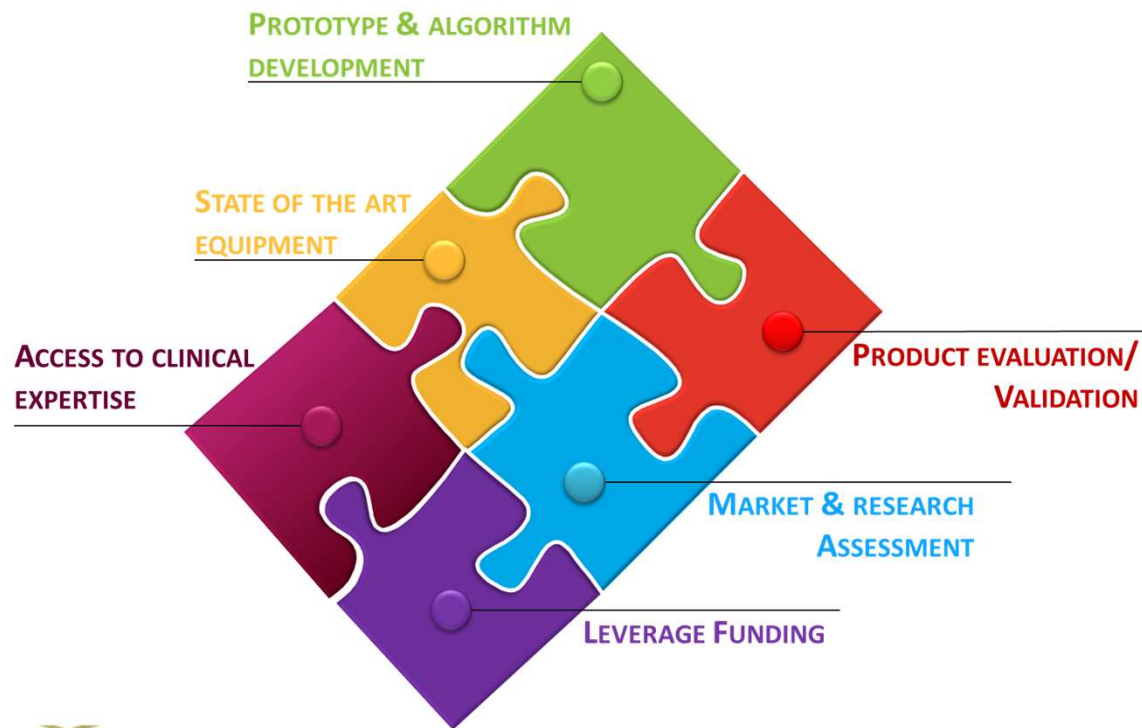 PROTOTYPE & ALGORITHM
DEVELOPMENT
STATE OF THE ART
EQUIPMENT
ACCESS TO CLINICAL
EXPERTISE
PRODUCT EVALUATION/
VALIDATION
MARKET & RESEARCH
ASSESSMENT
LEVERAGE FUNDING